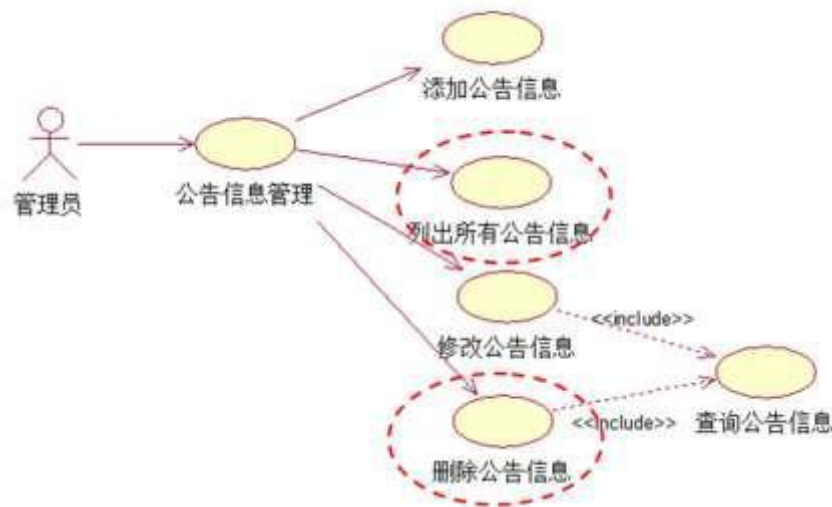 添加公告信息
管理员
公告信息管理
列出所有公告信息
修改公告信息
<<include>>
<<include>>
查询公告信息
删除公告信息